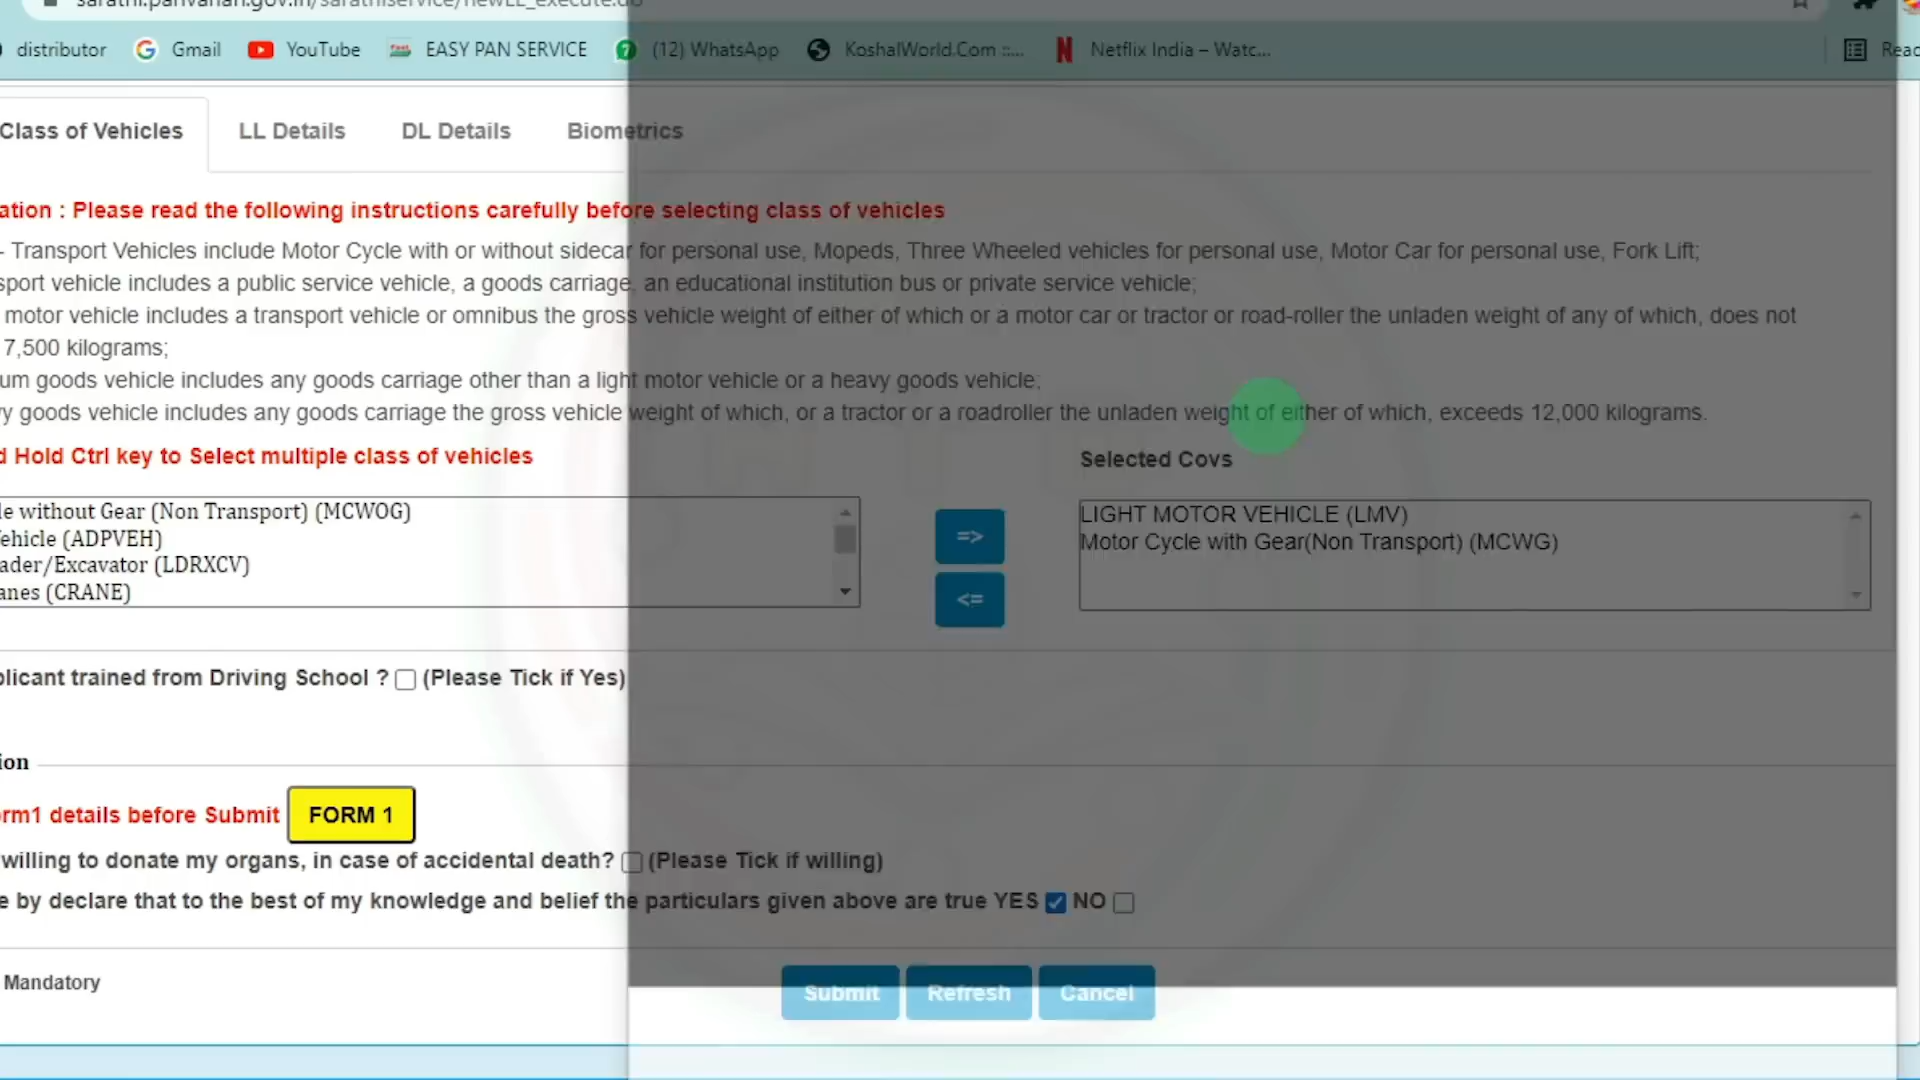 distributor Gmail YouTube EASY PAN SERVICE (12) WhatsApp KoshalWorld.Com ::... Netflix India – Watc...
Class of Vehicles LL Details DL Details Biometrics
ation : Please read the following instructions carefully before selecting class of vehicles
- Transport Vehicles include Motor Cycle with or without sidecar for personal use, Mopeds, Three Wheeled vehicles for personal use, Motor Car for personal use, Fork Lift;
sport vehicle includes a public service vehicle, a goods carriage, an educational institution bus or private service vehicle;
motor vehicle includes a transport vehicle or omnibus the gross vehicle weight of either of which or a motor car or tractor or road-roller the unladen weight of any of which, does not
7,500 kilograms;
um goods vehicle includes any goods carriage other than a light motor vehicle or a heavy goods vehicle;
y goods vehicle includes any goods carriage the gross vehicle weight of which, or a tractor or a roadroller the unladen weight of either of which, exceeds 12,000 kilograms.
d Hold Ctrl key to Select multiple class of vehicles
Selected Covs
le without Gear (Non Transport) (MCWOG)
ehicle (ADPVEH)
ader/Excavator (LDRXCV)
anes (CRANE)
=>
<=
LIGHT MOTOR VEHICLE (LMV)
Motor Cycle with Gear(Non Transport) (MCWG)
plicant trained from Driving School ? (Please Tick if Yes)
ion
rm1 details before Submit FORM 1
willing to donate my organs, in case of accidental death? (Please Tick if willing)
e by declare that to the best of my knowledge and belief the particulars given above are true YES NO
Mandatory
Submit Refresh Cancel